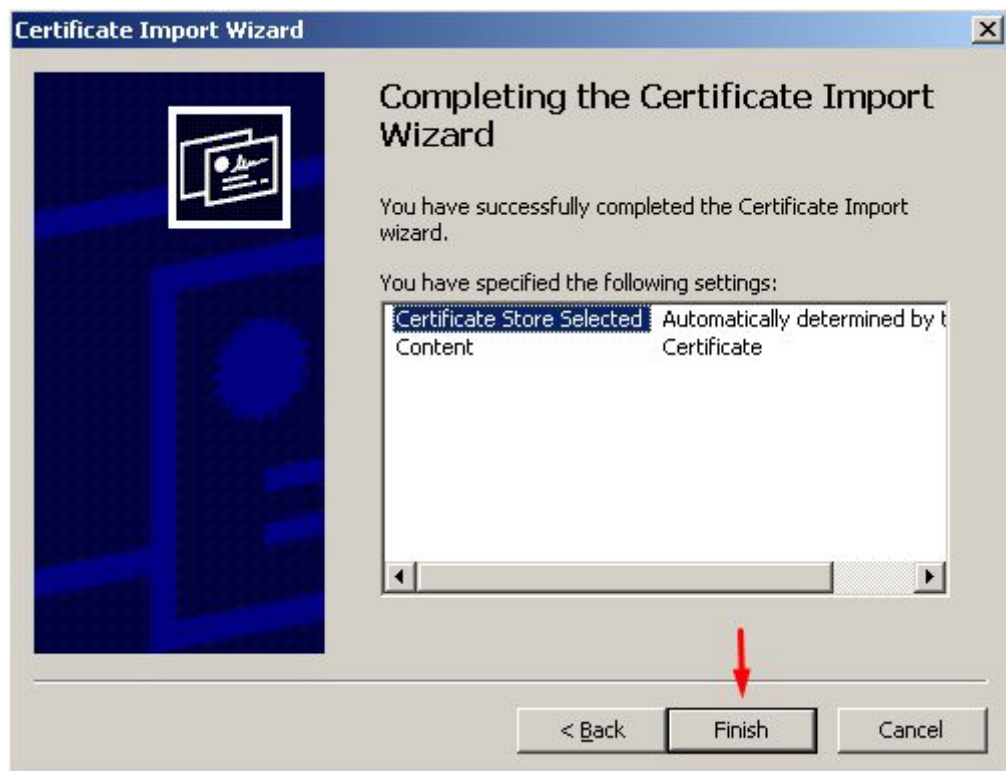 Certificate Import Wizard
Completing the Certificate Import
Wizard
You have successfully completed the Certificate Import
wizard.
You have specified the following settings:
Certificate Store Selected Automatically determined by t
Content Certificate
< Back Finish Cancel